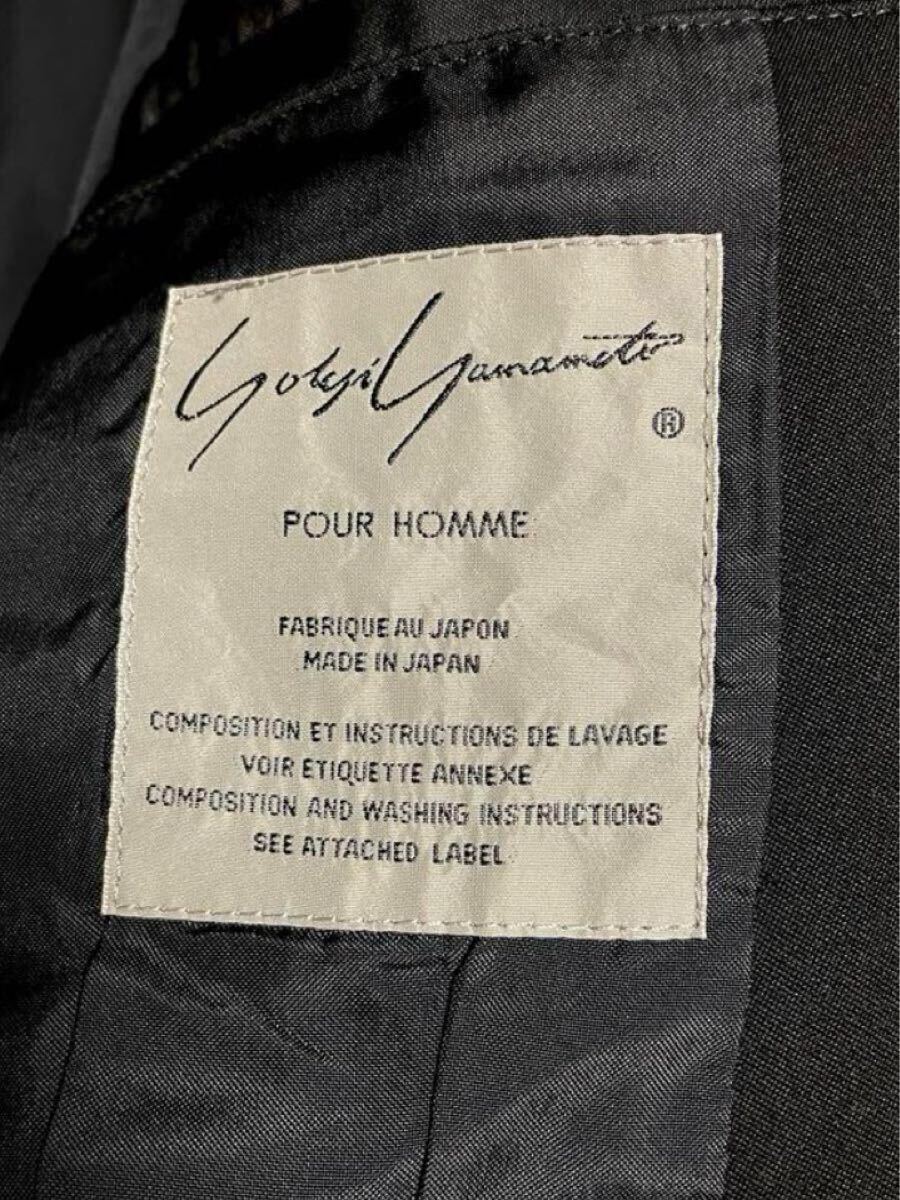 Yohji Yamamoto
®
POUR HOMME
FABRIQUE AU JAPON
MADE IN JAPAN
COMPOSITION ET INSTRUCTIONS DE LAVAGE
VOIR ETIQUETTE ANNEXE
COMPOSITION AND WASHING INSTRUCTIONS
SEE ATTACHED LABEL